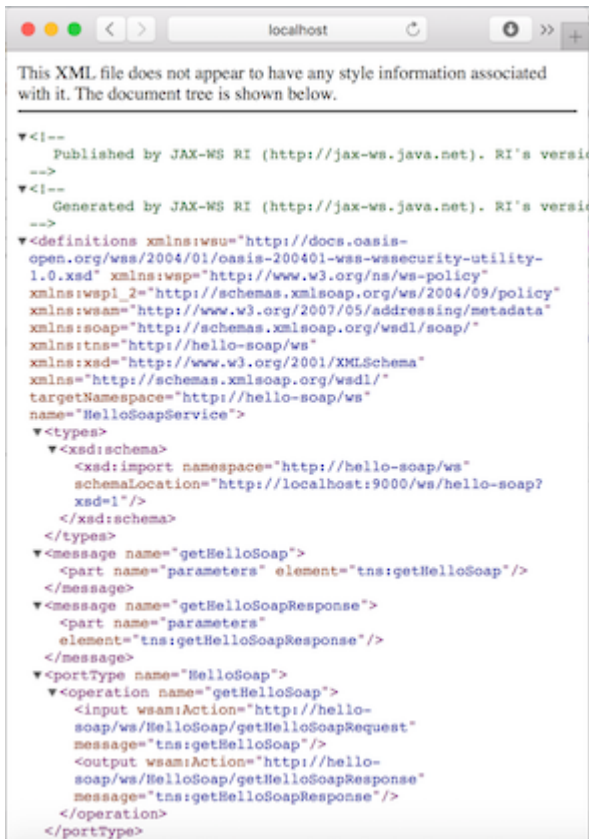 localhost
This XML file does not appear to have any style information associated
with it. The document tree is shown below.
▼<!--
Published by JAX-WS RI (http://jax-ws.java.net). RI's
-->
▼<!--
Generated by JAX-WS RI (http://jax-ws.java.net). RI's
-->
▼<definitions xmlns:wsu="http://docs.oasis-
open.org/wss/2004/01/oasis-200401-wss-wssecurity-utility-
1.0.xsd" xmlns:wsp="http://www.w3.org/ns/ws-policy"
xmlns:wsp1_2="http://schemas.xmlsoap.org/ws/2004/09/policy"
xmlns:wsam="http://www.w3.org/2007/05/addressing/metadata"
xmlns:soap="http://schemas.xmlsoap.org/wsdl/soap/"
xmlns:tns="http://hello-soap/ws"
xmlns:xsd="http://www.w3.org/2001/XMLSchema"
xmlns="http://schemas.xmlsoap.org/wsdl/"
targetNamespace="http://hello-soap/ws"
name="HelloSoapService">
▼<types>
▼<xsd:schema>
<xsd:import namespace="http://hello-soap/ws"
schemaLocation="http://localhost:9000/ws/hello-soap?
xsd=1"/>
</xsd:schema>
</types>
▼<message name="getHelloSoap">
<part name="parameters" element="tns:getHelloSoap"/>
</message>
▼<message name="getHelloSoapResponse">
<part name="parameters"
element="tns:getHelloSoapResponse"/>
</message>
▼<portType name="HelloSoap">
▼<operation name="getHelloSoap">
<input wsam:Action="http://hello-
soap/ws/HelloSoap/getHelloSoapRequest"
message="tns:getHelloSoap"/>
<output wsam:Action="http://hello-
soap/ws/HelloSoap/getHelloSoapResponse"
message="tns:getHelloSoapResponse"/>
</operation>
</portType>